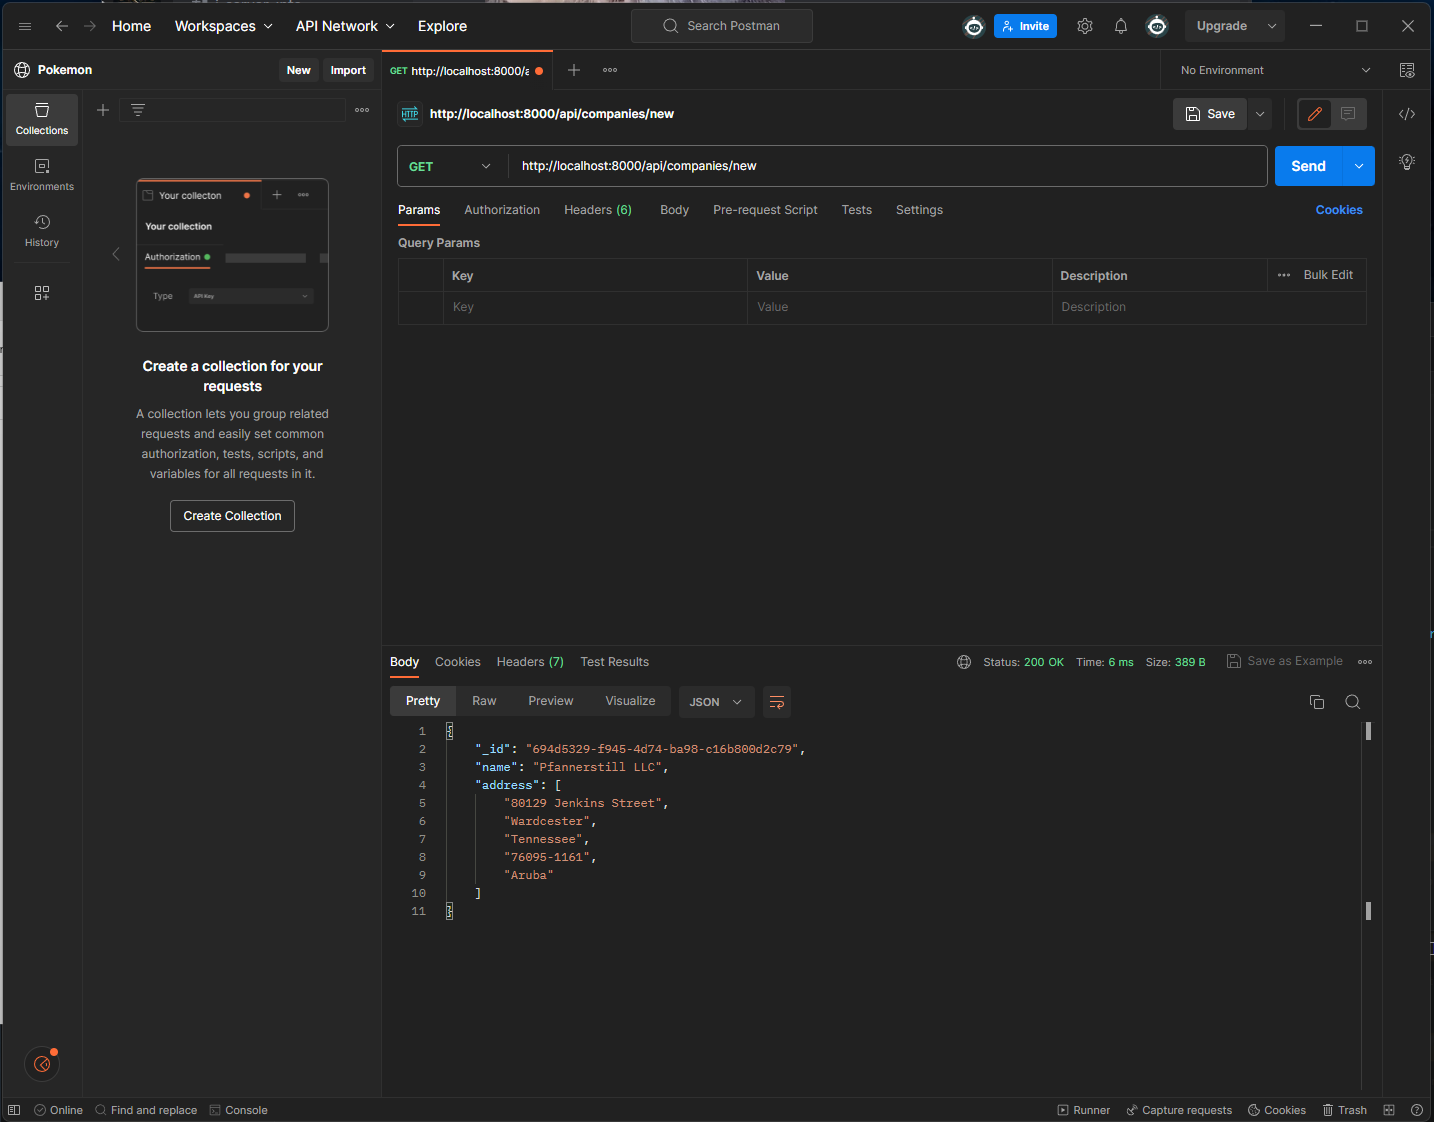 Home Workspaces API Network Explore Search Postman Invite Upgrade
Pokemon New Import GET http://localhost:8000/a No Environment
Collections
Environments
History
Your collecton
Your collection
Authorization
Type API Key
Create a collection for your
requests
A collection lets you group related
requests and easily set common
authorization, tests, scripts, and
variables for all requests in it.
Create Collection
HTTP http://localhost:8000/api/companies/new Save
GET http://localhost:8000/api/companies/new Send
Params Authorization Headers (6) Body Pre-request Script Tests Settings Cookies
Query Params
Key Value Description Bulk Edit
Key Value Description
Body Cookies Headers (7) Test Results Status: 200 OK Time: 6 ms Size: 389 B Save as Example
Pretty Raw Preview Visualize JSON
1 {
2 "_id": "694d5329-f945-4d74-ba98-c16b800d2c79",
3 "name": "Pfannerstill LLC",
4 "address": [
5 "80129 Jenkins Street",
6 "Wardcester",
7 "Tennessee",
8 "76095-1161",
9 "Aruba"
10 ]
11 }
Online Find and replace Console Runner Capture requests Cookies Trash